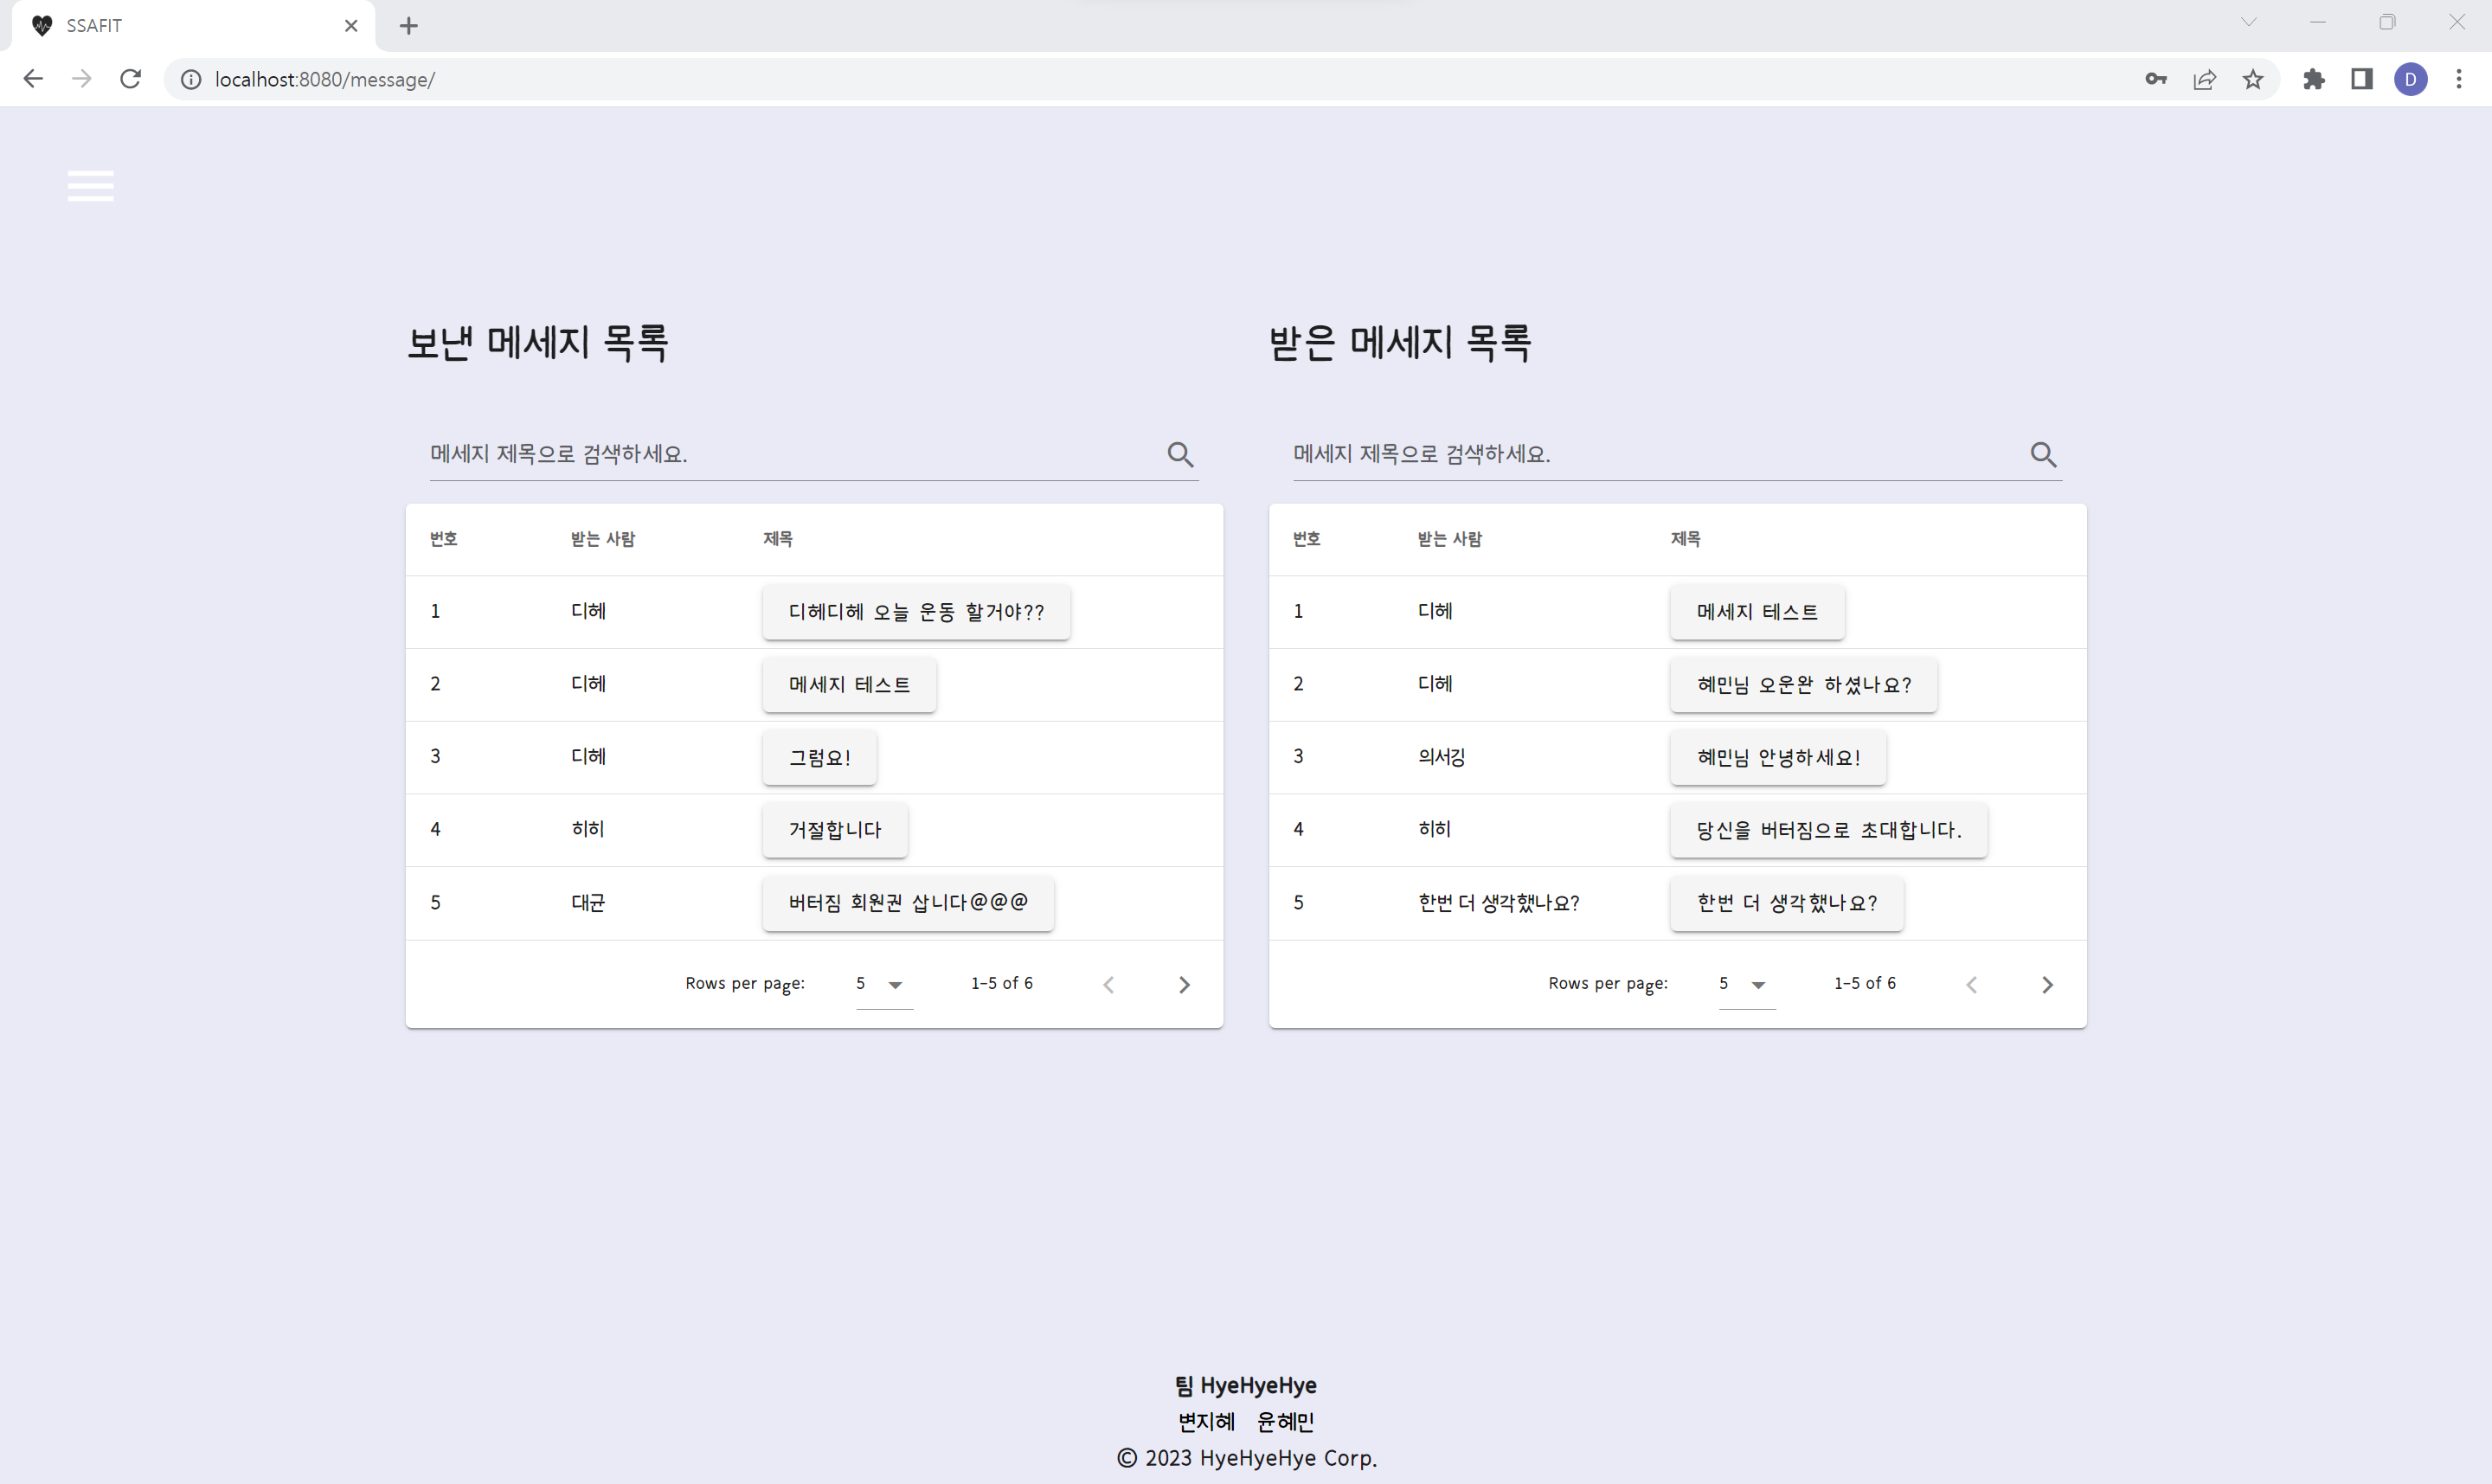 SSAFIT
localhost:8080/message/
D
보낸 메세지 목록
메세지 제목으로 검색하세요.
번호 받는 사람 제목
1 디헤 디헤디헤 오늘 운동 할거야??
2 디헤 메세지 테스트
3 디헤 그럼요!
4 히히 거절합니다
5 대균 버터짐 회원권 삽니다@@@
Rows per page: 5 1-5 of 6
받은 메세지 목록
메세지 제목으로 검색하세요.
번호 받는 사람 제목
1 디헤 메세지 테스트
2 디헤 혜민님 오운완 하셨나요?
3 의서깅 혜민님 안녕하세요!
4 히히 당신을 버터짐으로 초대합니다.
5 한번 더 생각했나요? 한번 더 생각했나요?
Rows per page: 5 1-5 of 6
팀 HyeHyeHye
변지혜 윤혜민
© 2023 HyeHyeHye Corp.